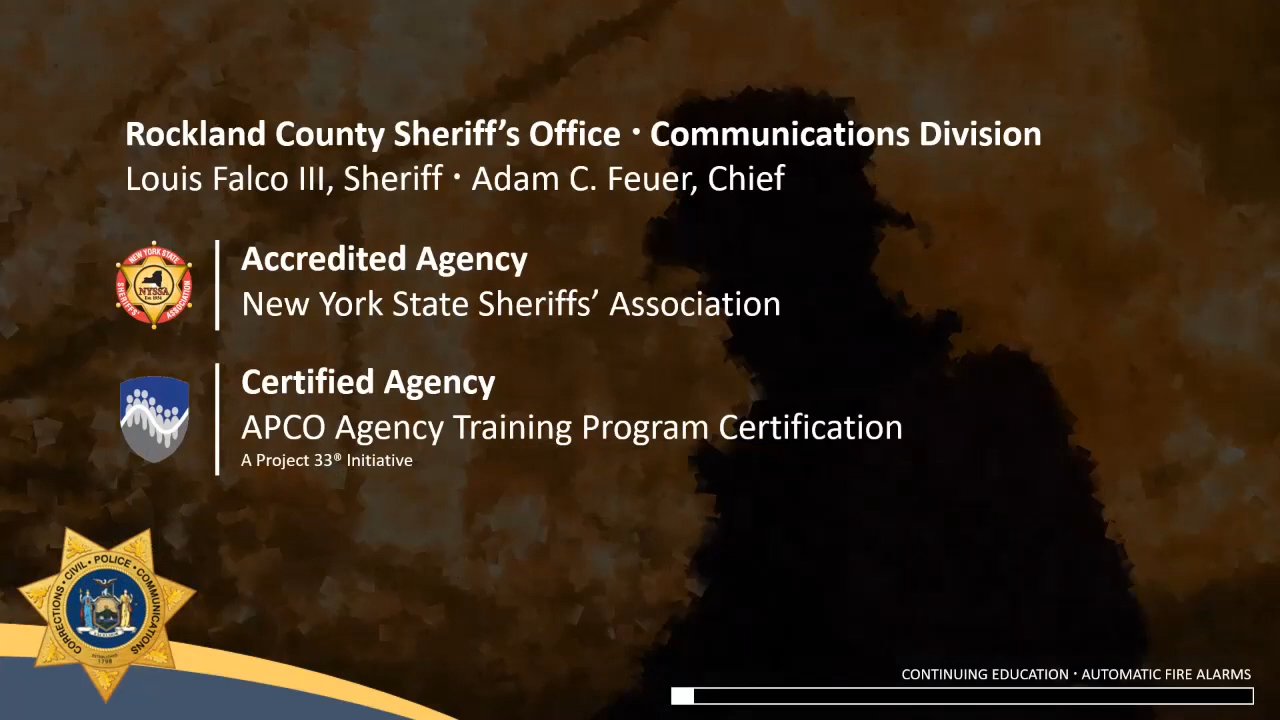 Rockland County Sheriff’s Office · Communications Division
Louis Falco III, Sheriff · Adam C. Feuer, Chief
NEW YORK STATE
SHERIFFS' ASSOCIATION
NYSSA
Accredited Agency
New York State Sheriffs’ Association
Certified Agency
APCO Agency Training Program Certification
A Project 33® Initiative
CORRECTIONS • CIVIL • POLICE • COMMUNICATIONS
ESTABLISHED
1798
CONTINUING EDUCATION · AUTOMATIC FIRE ALARMS